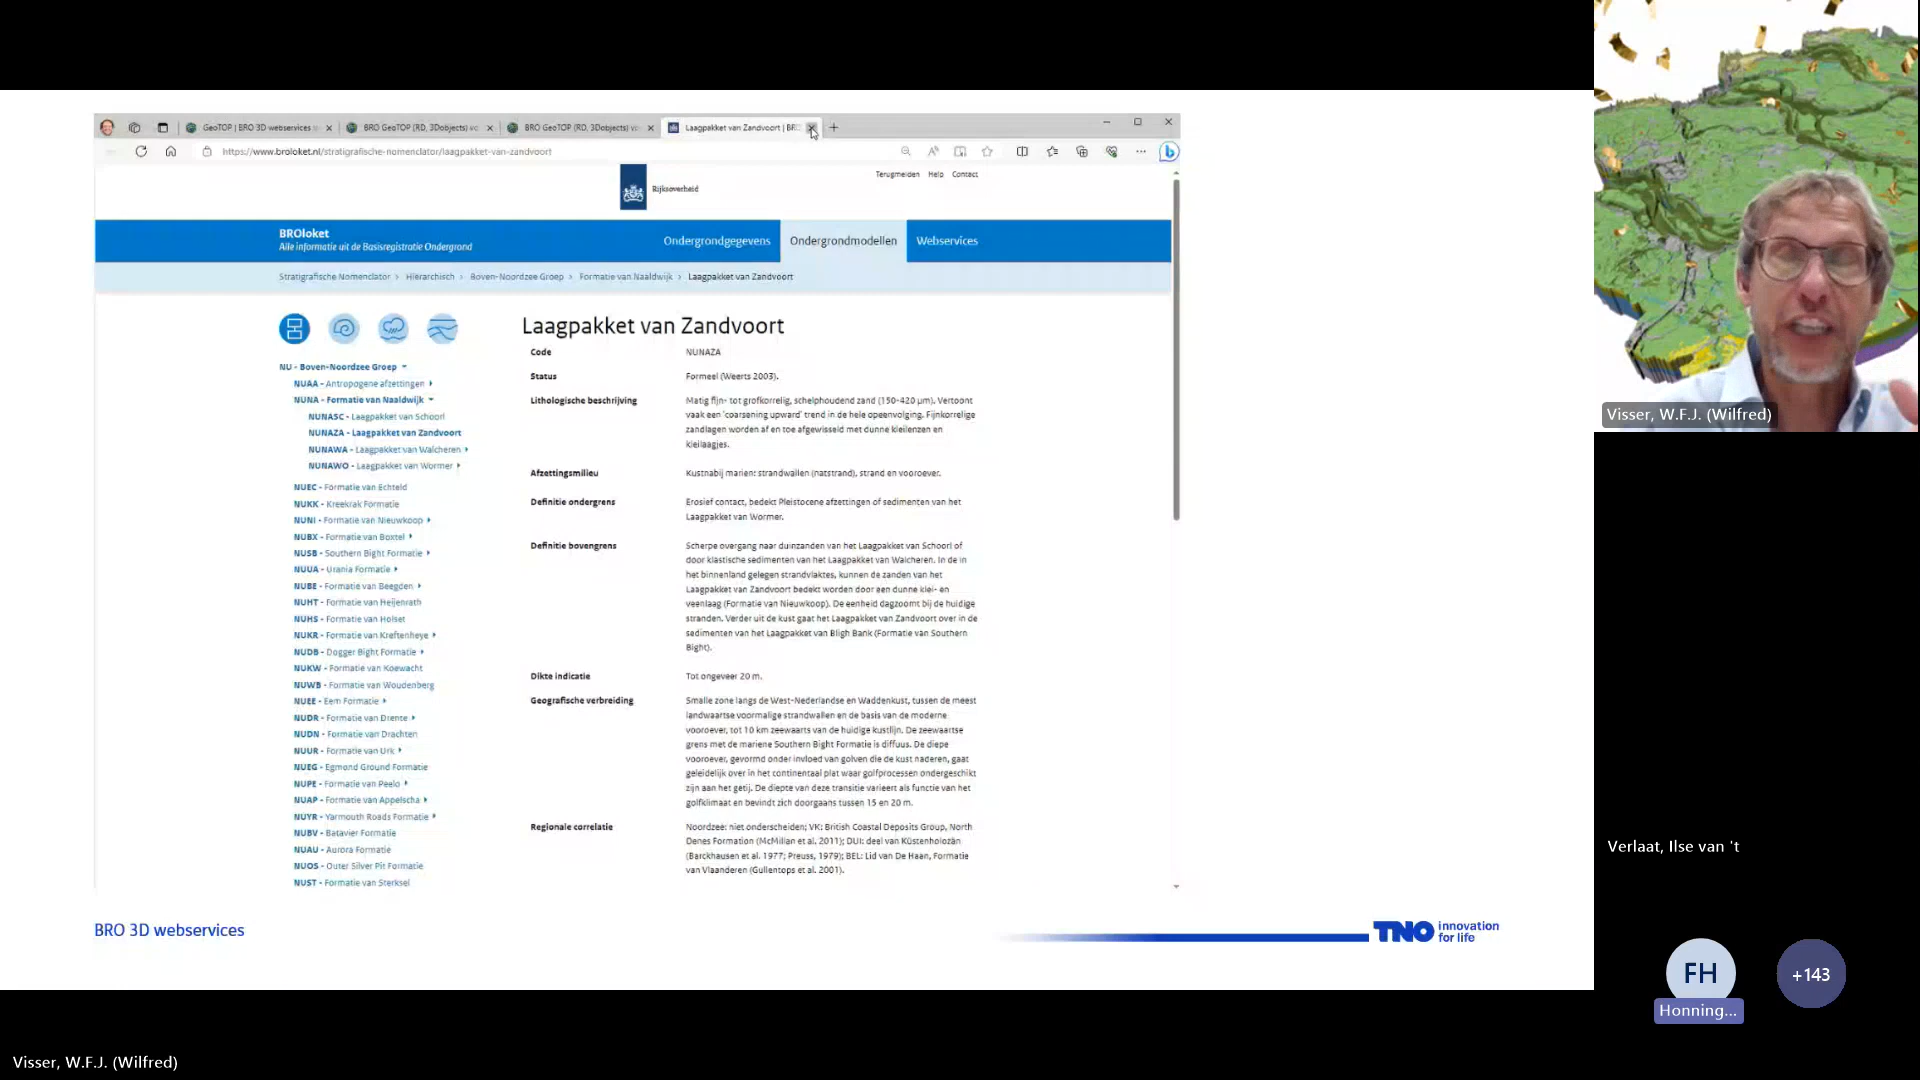 GeoTOP | BRO 3D webservices
BRO GeoTOP (RD, 3Dobjects)
BRO GeoTOP (RD, 3Dobjects)
Laagpakket van Zandvoort | BRO
https://www.broloket.nl/stratigrafische-nomenclator/laagpakket-van-zandvoort
Rijksoverheid
Terugmelden Help Contact
BROloket
Alle informatie uit de Basisregistratie Ondergrond
Ondergrondgegevens Ondergrondmodellen Webservices
Stratigrafische Nomenclator > Hiërarchisch > Boven-Noordzee Groep > Formatie van Naaldwijk > Laagpakket van Zandvoort
NU - Boven-Noordzee Groep
NUAA - Antropogene afzettingen
NUNA - Formatie van Naaldwijk
NUNASC - Laagpakket van Schoorl
NUNAZA - Laagpakket van Zandvoort
NUNAWA - Laagpakket van Walcheren
NUNAWO - Laagpakket van Wormer
NUEC - Formatie van Echteld
NUKK - Kreekrak Formatie
NUNI - Formatie van Nieuwkoop
NUBX - Formatie van Boxtel
NUSB - Southern Bight Formatie
NUUA - Urania Formatie
NUBE - Formatie van Beegden
NUHT - Formatie van Heijenrath
NUHS - Formatie van Holset
NUKR - Formatie van Kreftenheye
NUDB - Dogger Bight Formatie
NUKW - Formatie van Koewacht
NUWB - Formatie van Woudenberg
NUEE - Eem Formatie
NUDR - Formatie van Drente
NUDN - Formatie van Drachten
NUUR - Formatie van Urk
NUEG - Egmond Ground Formatie
NUPE - Formatie van Peelo
NUAP - Formatie van Appelscha
NUYR - Yarmouth Roads Formatie
NUBV - Batavier Formatie
NUAU - Aurora Formatie
NUOS - Outer Silver Pit Formatie
NUST - Formatie van Sterksel
Laagpakket van Zandvoort
Code NUNAZA
Status Formeel (Weerts 2003).
Lithologische beschrijving Matig fijn- tot grofkorrelig, schelphoudend zand (150-420 µm). Vertoont
vaak een 'coarsening upward' trend in de hele opeenvolging. Fijnkorrelige
zandlagen worden af en toe afgewisseld met dunne kleilenzen en
kleilaagjes.
Afzettingsmilieu Kustnabij marien: strandwallen (natstrand), strand en vooroever.
Definitie ondergrens Erosief contact, bedekt Pleistocene afzettingen of sedimenten van het
Laagpakket van Wormer.
Definitie bovengrens Scherpe overgang naar duinzanden van het Laagpakket van Schoorl of
door klastische sedimenten van het Laagpakket van Walcheren. In de in
het binnenland gelegen strandvlaktes, kunnen de zanden van het
Laagpakket van Zandvoort bedekt worden door een dunne klei- en
veenlaag (Formatie van Nieuwkoop). De eenheid dagzoomt bij de huidige
stranden. Verder uit de kust gaat het Laagpakket van Zandvoort over in de
sedimenten van het Laagpakket van Bligh Bank (Formatie van Southern
Bight).
Dikte indicatie Tot ongeveer 20 m.
Geografische verbreiding Smalle zone langs de West-Nederlandse en Waddenkust, tussen de meest
landwaartse voormalige strandwallen en de basis van de moderne
vooroever, tot 10 km zeewaarts van de huidige kustlijn. De zeewaartse
grens met de mariene Southern Bight Formatie is diffuus. De diepe
vooroever, gevormd onder invloed van golven die de kust naderen, gaat
geleidelijk over in het continentaal plat waar golfprocessen ondergeschikt
zijn aan het getij. De diepte van deze transitie varieert als functie van het
golfklimaat en bevindt zich doorgaans tussen 15 en 20 m.
Regionale correlatie Noordzee: niet onderscheiden; VK: British Coastal Deposits Group, North
Denes Formation (McMillan et al. 2011); DUI: deel van Küstenholozän
(Barckhausen et al. 1977; Preuss, 1979); BEL: Lid van De Haan, Formatie
van Vlaanderen (Gullentops et al. 2001).
BRO 3D webservices
TNO innovation
for life
Visser, W.F.J. (Wilfred)
Verlaat, Ilse van 't
FH
Honning...
+143
Visser, W.F.J. (Wilfred)